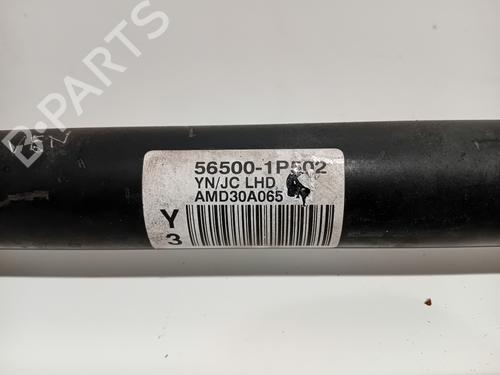 56500-1P502
YN/JC LHD
AMD30A065
Y
3
B-PARTS